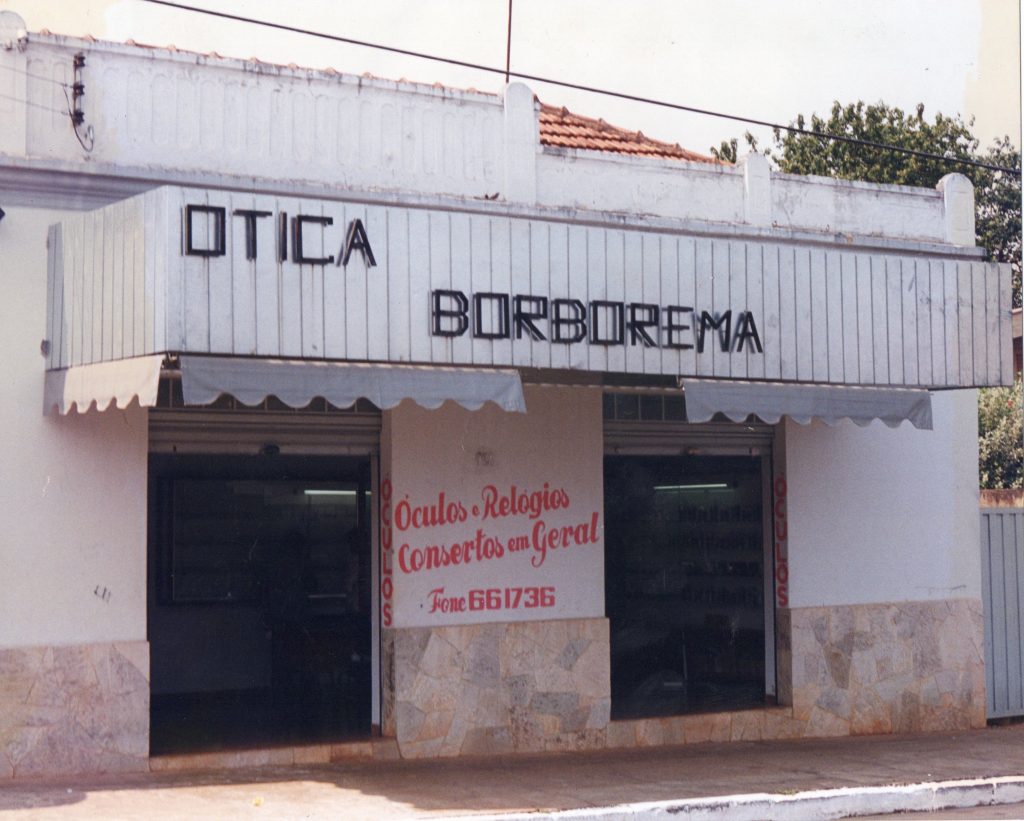 OTICA
BORBOREMA
Óculos e Relógios
Consertos em Geral
Fone 661736
ÓCULOS
ÓCULOS